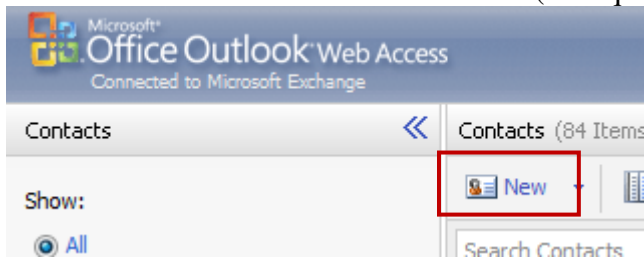 Microsoft®
Office Outlook® Web Access
Connected to Microsoft Exchange
Contacts
Contacts (84 Items
Show:
New
All
Search Contacts